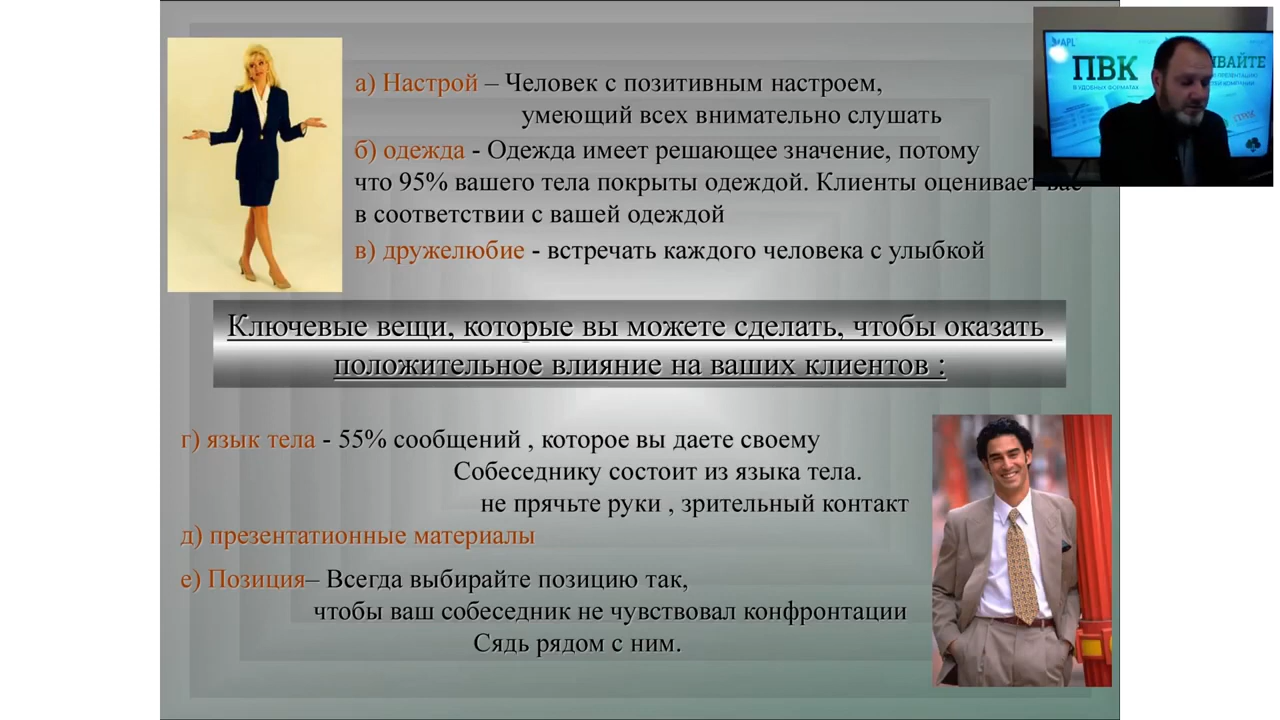 а) Настрой – Человек с позитивным настроем,
умеющий всех внимательно слушать
б) одежда - Одежда имеет решающее значение, потому
что 95% вашего тела покрыты одеждой. Клиенты оценивает вас
в соответствии с вашей одеждой
в) дружелюбие - встречать каждого человека с улыбкой
Ключевые вещи, которые вы можете сделать, чтобы оказать
положительное влияние на ваших клиентов :
г) язык тела - 55% сообщений , которое вы даете своему
Собеседнику состоит из языка тела.
не прячьте руки , зрительный контакт
д) презентационные материалы
е) Позиция– Всегда выбирайте позицию так,
чтобы ваш собеседник не чувствовал конфронтации
Сядь рядом с ним.
APL
ПВК
В УДОБНЫХ ФОРМАТАХ